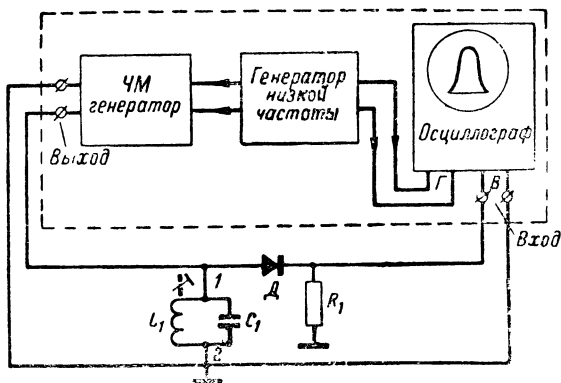 ЧМ
генератор
Генератор
низкой
частоты
Осциллограф
Выход
Г
В
Вход
1
Д
L1
C1
R1
2